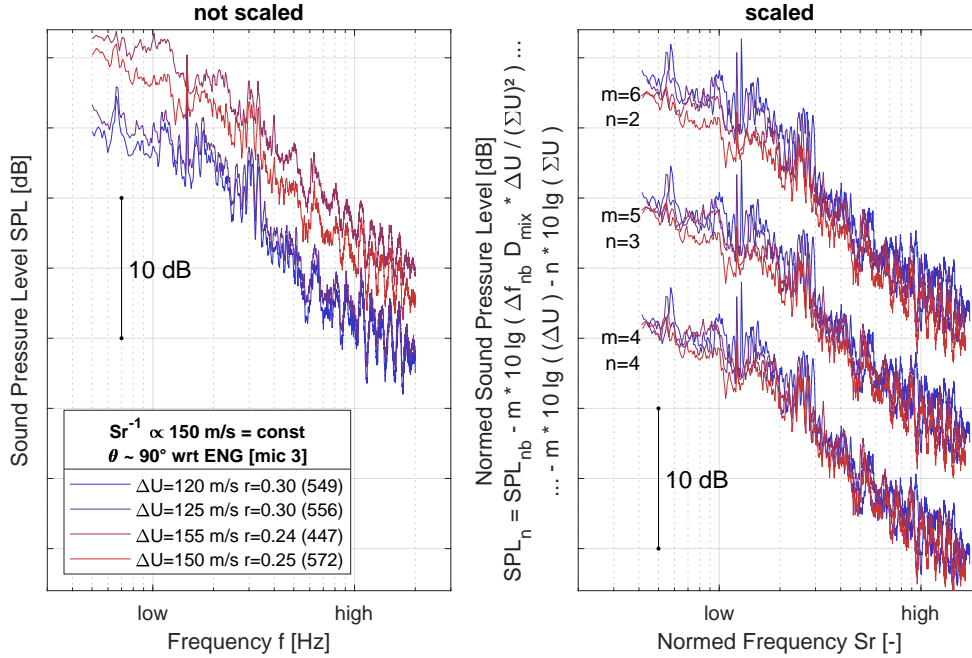 not scaled
Sound Pressure Level SPL [dB]
10 dB
Sr⁻¹ ∝ 150 m/s = const
θ ~ 90° wrt ENG [mic 3]
ΔU=120 m/s r=0.30 (549)
ΔU=125 m/s r=0.30 (556)
ΔU=155 m/s r=0.24 (447)
ΔU=150 m/s r=0.25 (572)
low high
Frequency f [Hz]
scaled
Normed Sound Pressure Level [dB]
SPLₙ = SPL_nb - m * 10 lg ( Δf_nb D_mix * ΔU / (ΣU)² ) ...
... - m * 10 lg ( (ΔU ) - n * 10 lg ( ΣU )
m=6
n=2
m=5
n=3
m=4
n=4
10 dB
low high
Normed Frequency Sr [-]